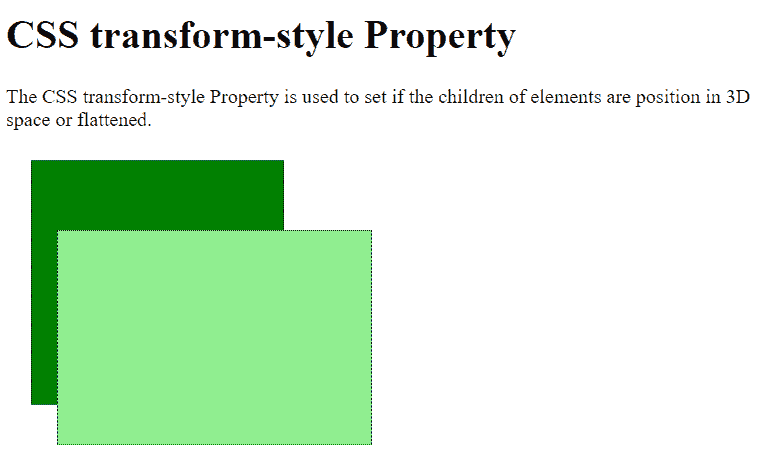 CSS transform-style Property
The CSS transform-style Property is used to set if the children of elements are position in 3D
space or flattened.